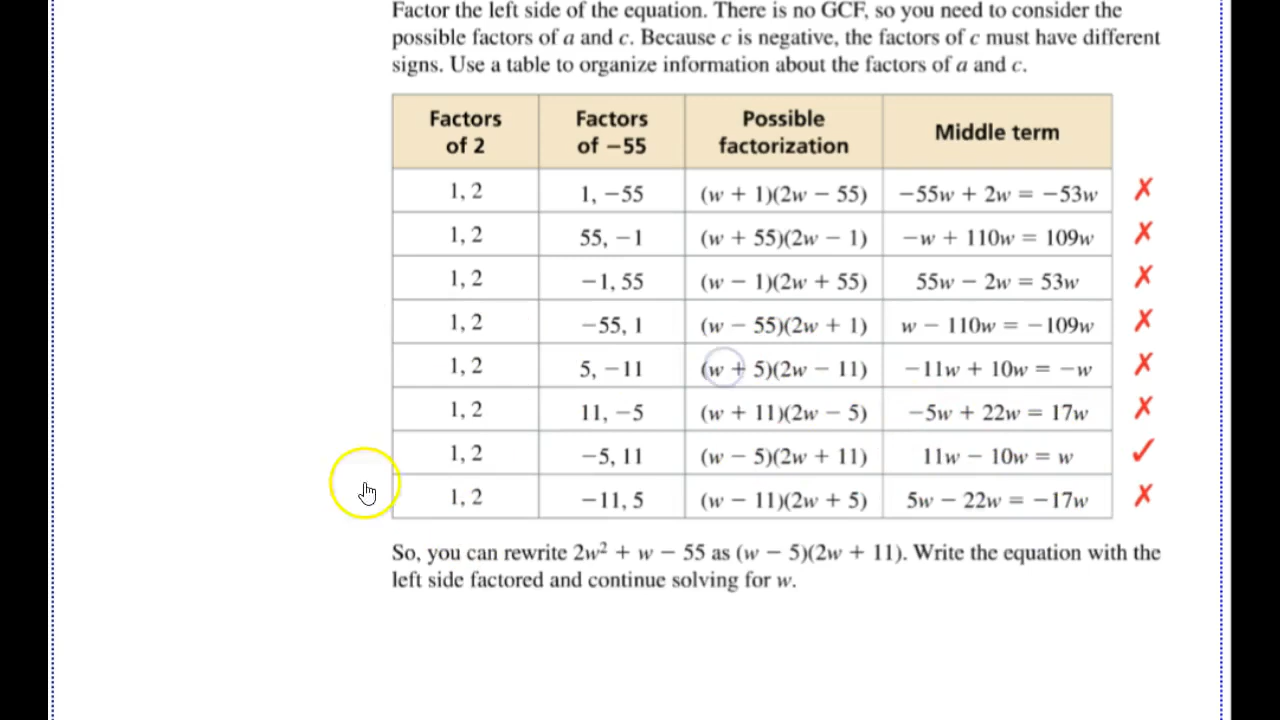 Factor the left side of the equation. There is no GCF, so you need to consider the
possible factors of a and c. Because c is negative, the factors of c must have different
signs. Use a table to organize information about the factors of a and c.
Factors of 2 Factors of −55 Possible factorization Middle term
1, 2 1, −55 (w + 1)(2w − 55) −55w + 2w = −53w ✗
1, 2 55, −1 (w + 55)(2w − 1) −w + 110w = 109w ✗
1, 2 −1, 55 (w − 1)(2w + 55) 55w − 2w = 53w ✗
1, 2 −55, 1 (w − 55)(2w + 1) w − 110w = −109w ✗
1, 2 5, −11 (w + 5)(2w − 11) −11w + 10w = −w ✗
1, 2 11, −5 (w + 11)(2w − 5) −5w + 22w = 17w ✗
1, 2 −5, 11 (w − 5)(2w + 11) 11w − 10w = w ✓
1, 2 −11, 5 (w − 11)(2w + 5) 5w − 22w = −17w ✗
So, you can rewrite 2w² + w − 55 as (w − 5)(2w + 11). Write the equation with the
left side factored and continue solving for w.